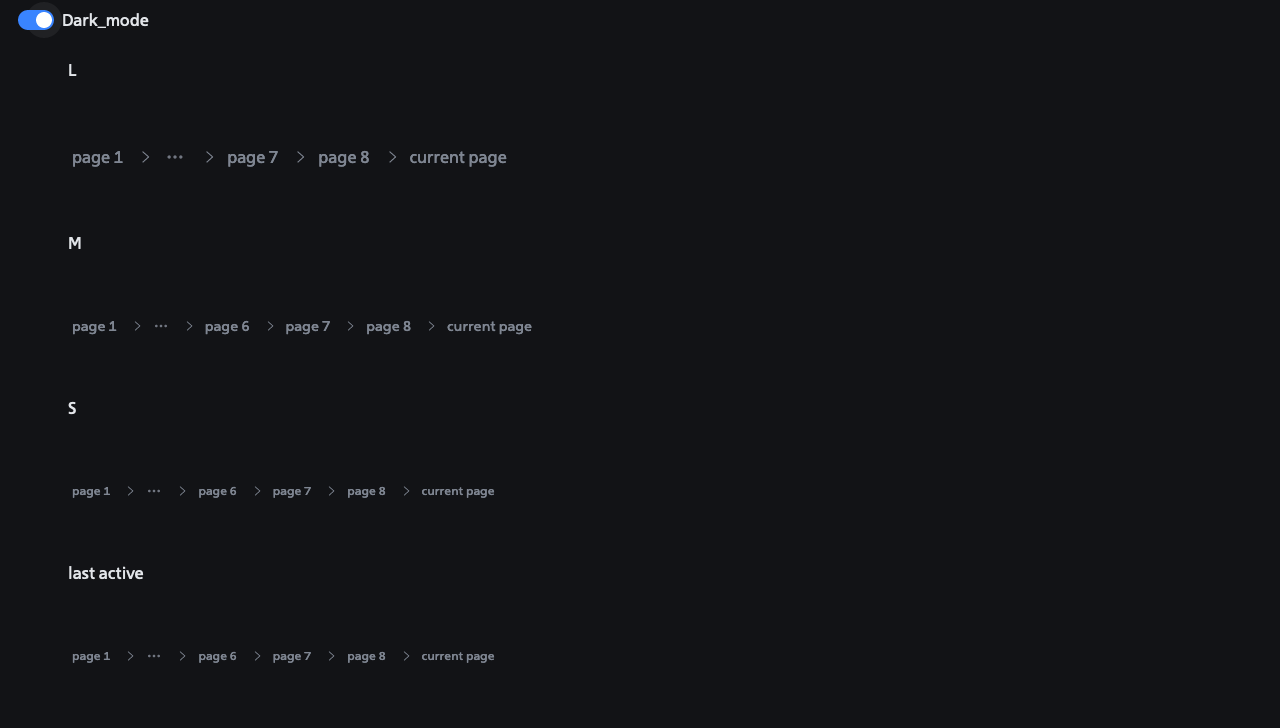 Dark_mode
L
page 1 > ··· > page 7 > page 8 > current page
M
page 1 > ··· > page 6 > page 7 > page 8 > current page
S
page 1 > ··· > page 6 > page 7 > page 8 > current page
last active
page 1 > ··· > page 6 > page 7 > page 8 > current page